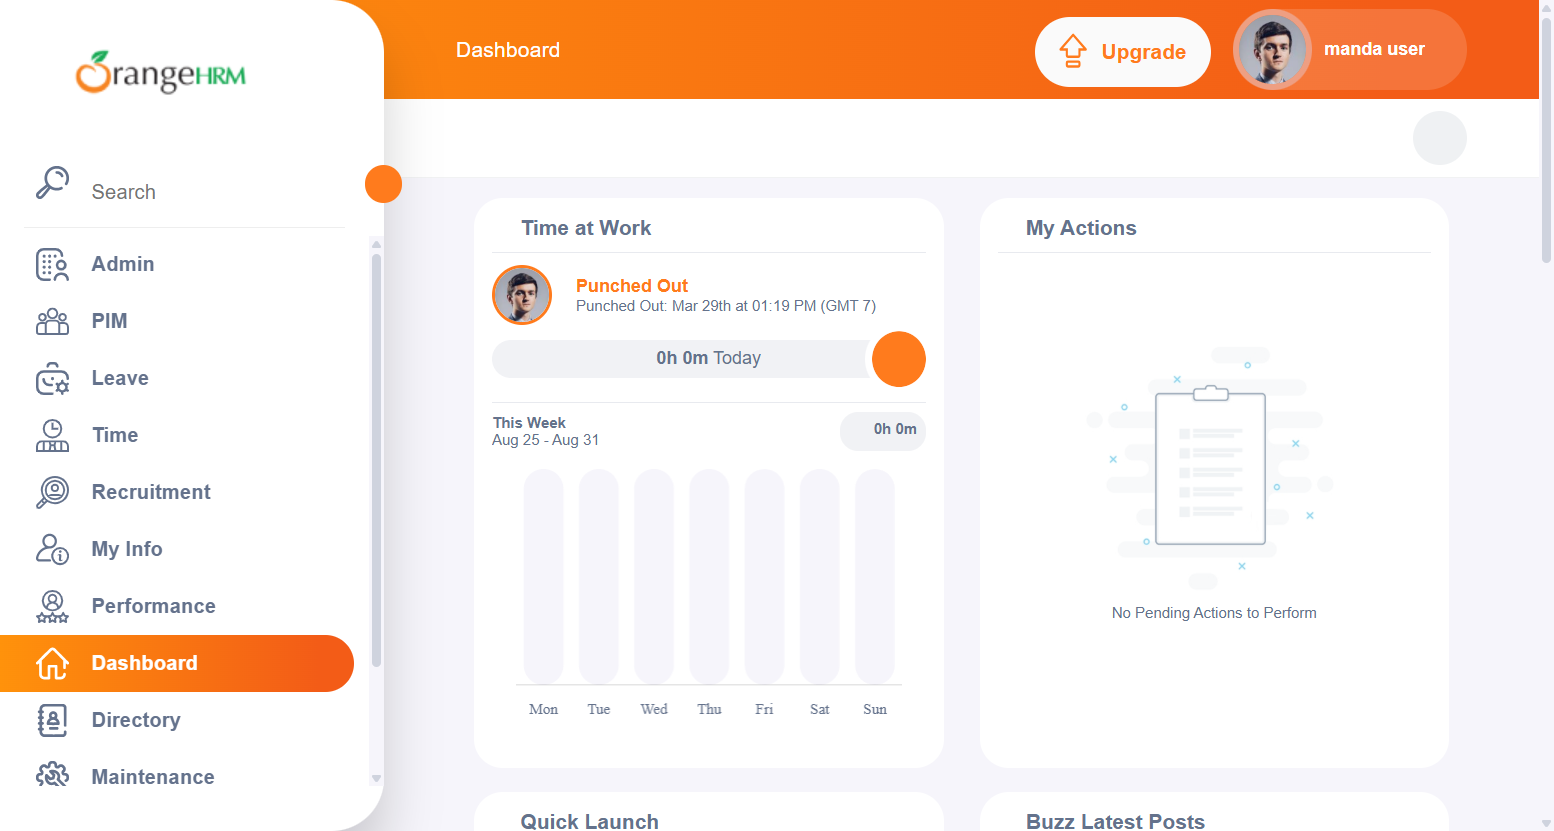 OrangeHRM
Dashboard
Upgrade
manda user
Search
Admin
PIM
Leave
Time
Recruitment
My Info
Performance
Dashboard
Directory
Maintenance
Time at Work
Punched Out
Punched Out: Mar 29th at 01:19 PM (GMT 7)
0h 0m Today
This Week
Aug 25 - Aug 31
0h 0m
Mon Tue Wed Thu Fri Sat Sun
My Actions
No Pending Actions to Perform
Quick Launch
Buzz Latest Posts